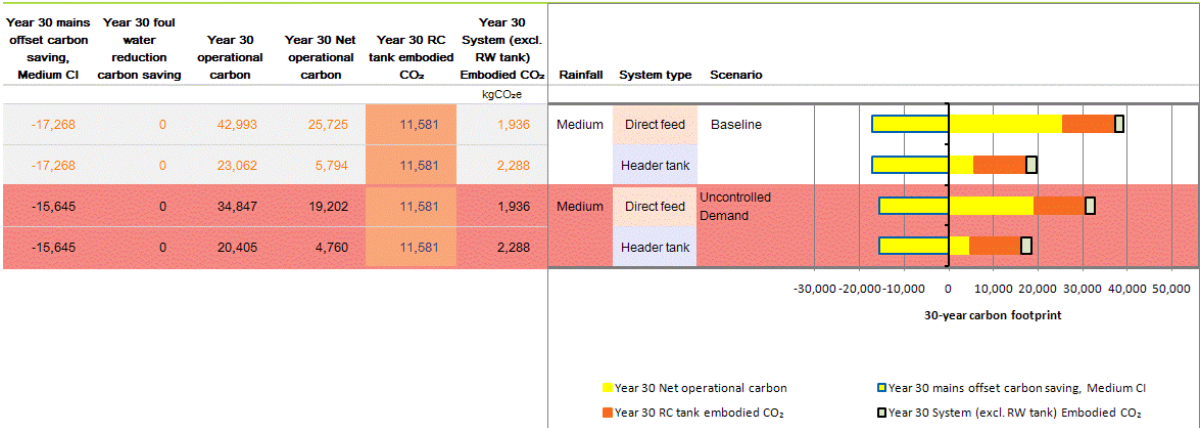 Year 30 mains offset carbon saving, Medium CI
Year 30 foul water reduction carbon saving
Year 30 operational carbon
Year 30 Net operational carbon
Year 30 RC tank embodied CO₂
Year 30 System (excl. RW tank) Embodied CO₂
Rainfall System type Scenario
kgCO₂e
-17,268 0 42,993 25,725 11,581 1,936 Medium Direct feed Baseline
-17,268 0 23,062 5,794 11,581 2,288 Header tank
-15,645 0 34,847 19,202 11,581 1,936 Medium Direct feed Uncontrolled Demand
-15,645 0 20,405 4,760 11,581 2,288 Header tank
-30,000 -20,000 -10,000 0 10,000 20,000 30,000 40,000 50,000
30-year carbon footprint
Year 30 Net operational carbon
Year 30 mains offset carbon saving, Medium CI
Year 30 RC tank embodied CO₂
Year 30 System (excl. RW tank) Embodied CO₂